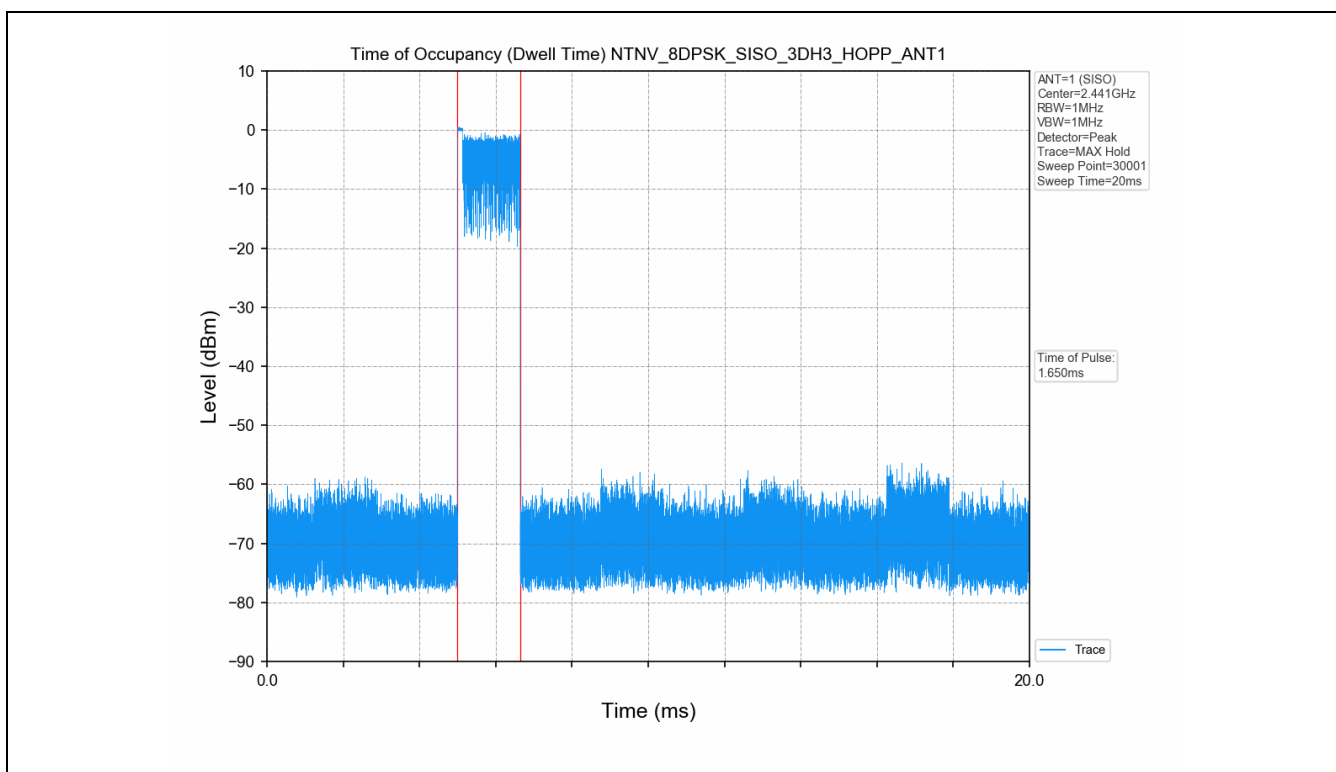 Time of Occupancy (Dwell Time) NTNV_8DPSK_SISO_3DH3_HOPP_ANT1
10
0
−10
−20
−30
−40
−50
−60
−70
−80
−90
Level (dBm)
0.0
20.0
Time (ms)
ANT=1 (SISO)
Center=2.441GHz
RBW=1MHz
VBW=1MHz
Detector=Peak
Trace=MAX Hold
Sweep Point=30001
Sweep Time=20ms
Time of Pulse:
1.650ms
Trace